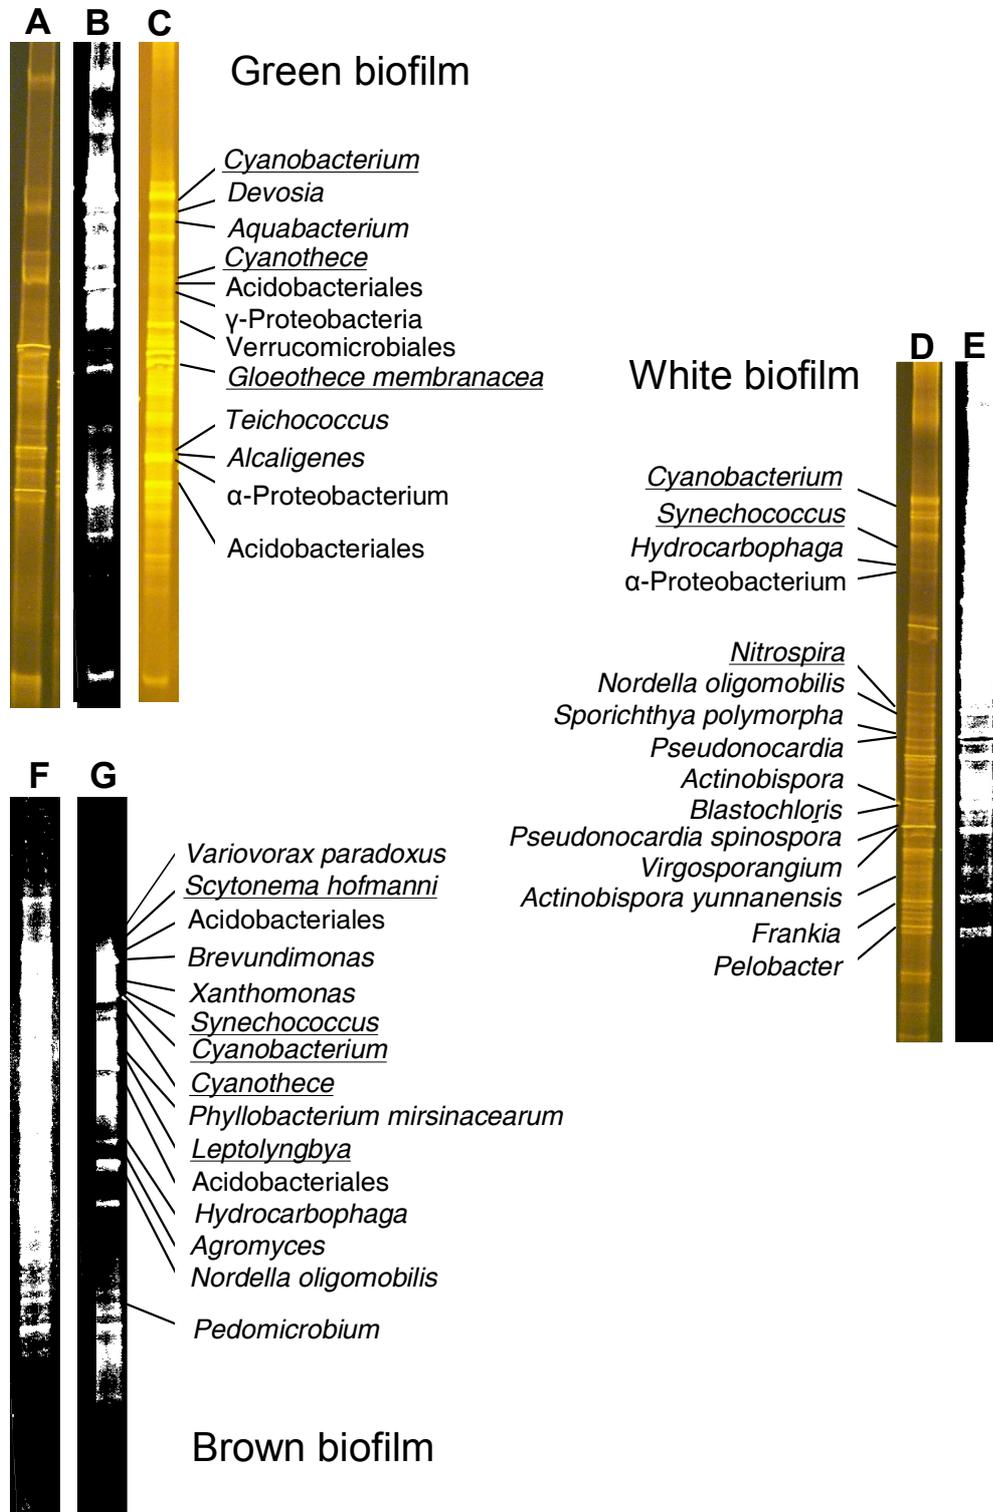 A B C
Green biofilm
Cyanobacterium
Devosia
Aquabacterium
Cyanothece
Acidobacteriales
γ-Proteobacteria
Verrucomicrobiales
Gloeothece membranacea
Teichococcus
Alcaligenes
α-Proteobacterium
Acidobacteriales
D E
White biofilm
Cyanobacterium
Synechococcus
Hydrocarbophaga
α-Proteobacterium
Nitrospira
Nordella oligomobilis
Sporichthya polymorpha
Pseudonocardia
Actinobispora
Blastochloris
Pseudonocardia spinospora
Virgosporangium
Actinobispora yunnanensis
Frankia
Pelobacter
F G
Variovorax paradoxus
Scytonema hofmanni
Acidobacteriales
Brevundimonas
Xanthomonas
Synechococcus
Cyanobacterium
Cyanothece
Phyllobacterium mirsinacearum
Leptolyngbya
Acidobacteriales
Hydrocarbophaga
Agromyces
Nordella oligomobilis
Pedomicrobium
Brown biofilm